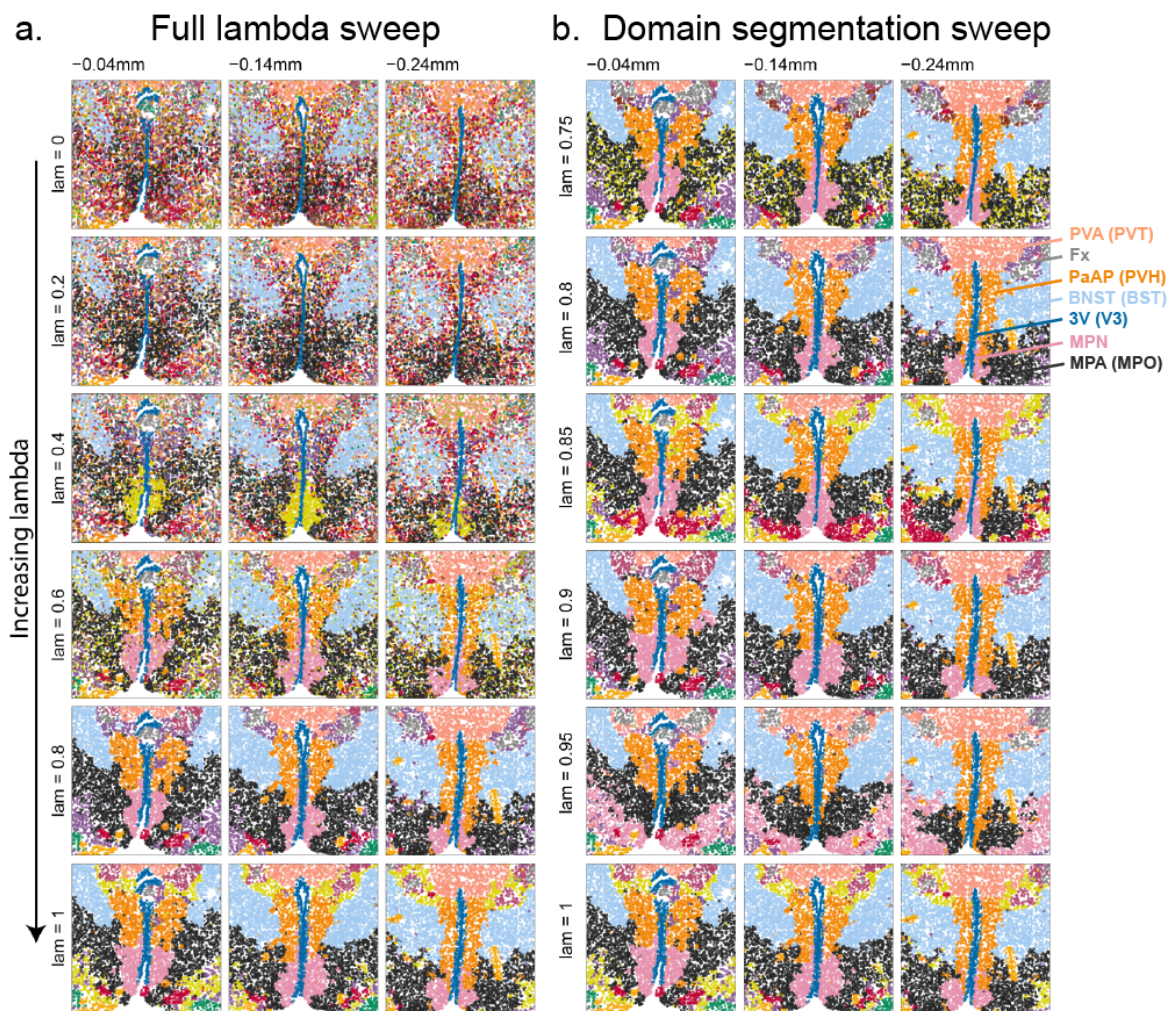 a. Full lambda sweep
b. Domain segmentation sweep
−0.04mm −0.14mm −0.24mm
−0.04mm −0.14mm −0.24mm
Increasing lambda
lam = 0
lam = 0.2
lam = 0.4
lam = 0.6
lam = 0.8
lam = 1
lam = 0.75
lam = 0.8
lam = 0.85
lam = 0.9
lam = 0.95
lam = 1
PVA (PVT)
Fx
PaAP (PVH)
BNST (BST)
3V (V3)
MPN
MPA (MPO)